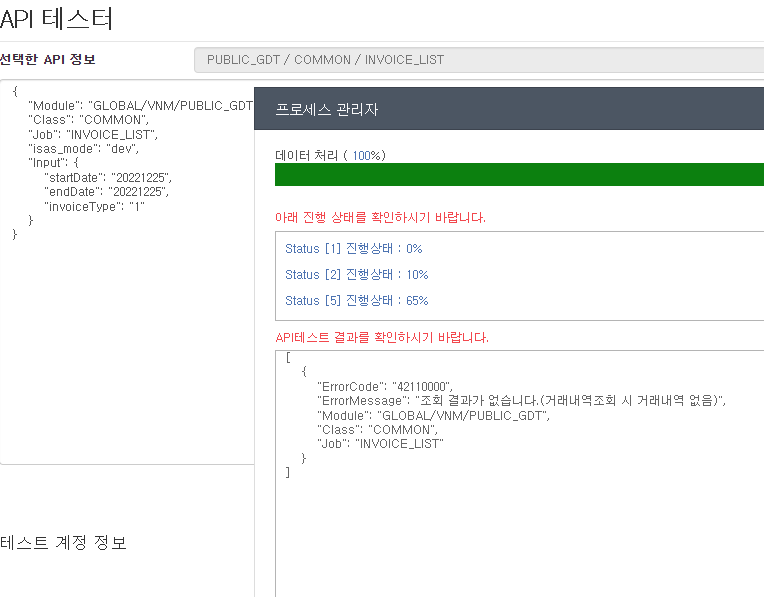 API 테스터
선택한 API 정보
PUBLIC_GDT / COMMON / INVOICE_LIST
{
"Module": "GLOBAL/VNM/PUBLIC_GDT
"Class": "COMMON",
"Job": "INVOICE_LIST",
"isas_mode": "dev",
"Input": {
"startDate": "20221225",
"endDate": "20221225",
"invoiceType": "1"
}
}
프로세스 관리자
데이터 처리 ( 100%)
아래 진행 상태를 확인하시기 바랍니다.
Status [1] 진행상태 : 0%
Status [2] 진행상태 : 10%
Status [5] 진행상태 : 65%
API테스트 결과를 확인하시기 바랍니다.
[
{
"ErrorCode": "42110000",
"ErrorMessage": "조회 결과가 없습니다.(거래내역조회 시 거래내역 없음)",
"Module": "GLOBAL/VNM/PUBLIC_GDT",
"Class": "COMMON",
"Job": "INVOICE_LIST"
}
]
테스트 계정 정보